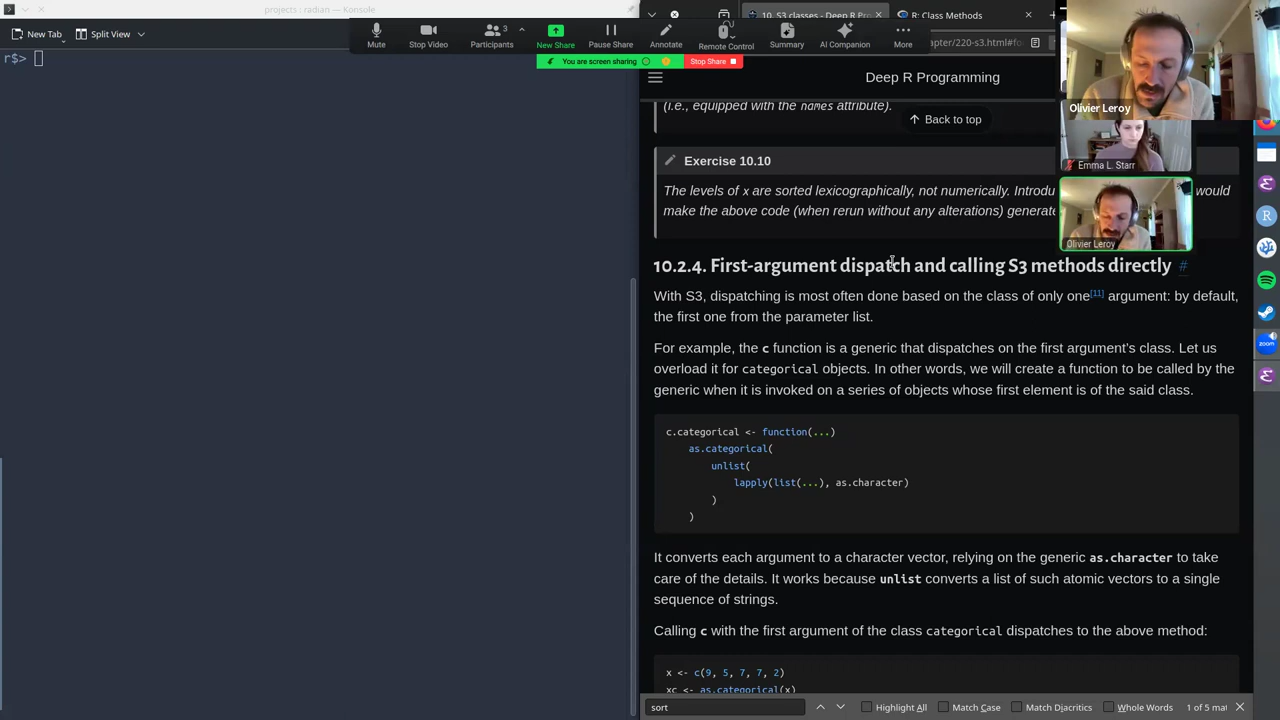 projects : radian — Konsole
New Tab
Split View
r$>
Mute
Stop Video
Participants
3
New Share
Pause Share
Annotate
Remote Control
Summary
AI Companion
More
You are screen sharing
Stop Share
10. S3 classes - Deep R Pro
R: Class Methods
apter/220-s3.html#fo
Deep R Programming
(i.e., equipped with the names attribute).
Back to top
Exercise 10.10
The levels of x are sorted lexicographically, not numerically. Introdu
would
make the above code (when rerun without any alterations) generate
Olivier Leroy
Emma L. Starr
Olivier Leroy
10.2.4. First-argument dispatch and calling S3 methods directly #
With S3, dispatching is most often done based on the class of only one[11] argument: by default,
the first one from the parameter list.
For example, the c function is a generic that dispatches on the first argument's class. Let us
overload it for categorical objects. In other words, we will create a function to be called by the
generic when it is invoked on a series of objects whose first element is of the said class.
c.categorical <- function(...)
as.categorical(
unlist(
lapply(list(...), as.character)
)
)
It converts each argument to a character vector, relying on the generic as.character to take
care of the details. It works because unlist converts a list of such atomic vectors to a single
sequence of strings.
Calling c with the first argument of the class categorical dispatches to the above method:
x <- c(9, 5, 7, 7, 2)
xc <- as.categorical(x)
sort
Highlight All
Match Case
Match Diacritics
Whole Words
1 of 5 mat
zoom